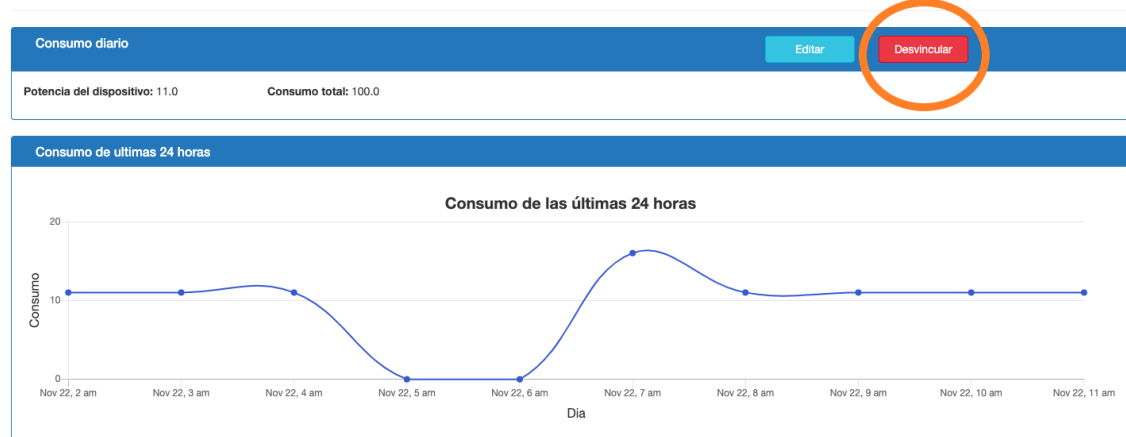 Consumo diario
Editar
Desvincular
Potencia del dispositivo: 11.0
Consumo total: 100.0
Consumo de ultimas 24 horas
Consumo de las últimas 24 horas
20
10
0
Consumo
Nov 22, 2 am
Nov 22, 3 am
Nov 22, 4 am
Nov 22, 5 am
Nov 22, 6 am
Nov 22, 7 am
Nov 22, 8 am
Nov 22, 9 am
Nov 22, 10 am
Nov 22, 11 am
Dia